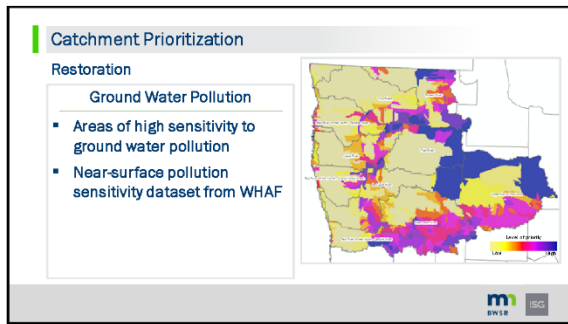 Catchment Prioritization
Restoration
Ground Water Pollution
▪ Areas of high sensitivity to
ground water pollution
▪ Near-surface pollution
sensitivity dataset from WHAF
Level of priority
Low
High
mn
BWSR
ISG